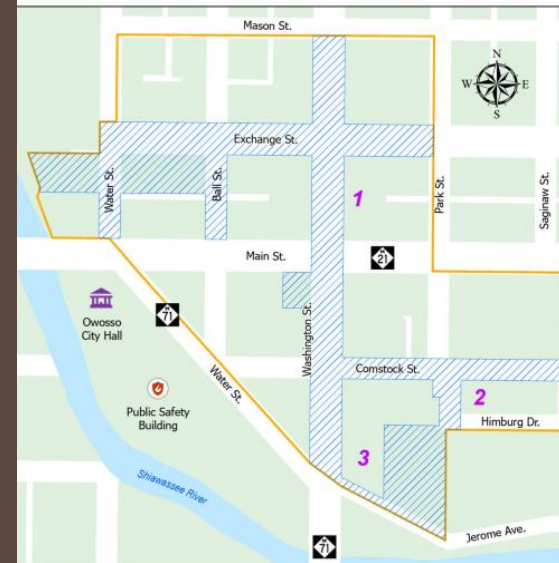 Mason St.
N
W
E
S
Exchange St.
Water St.
Ball St.
1
Park St.
Saginaw St.
Main St.
M
21
Owosso
City Hall
M
71
Washington St.
Water St.
Comstock St.
2
Public Safety
Building
Himburg Dr.
3
Shiawassee River
Jerome Ave.
M
71